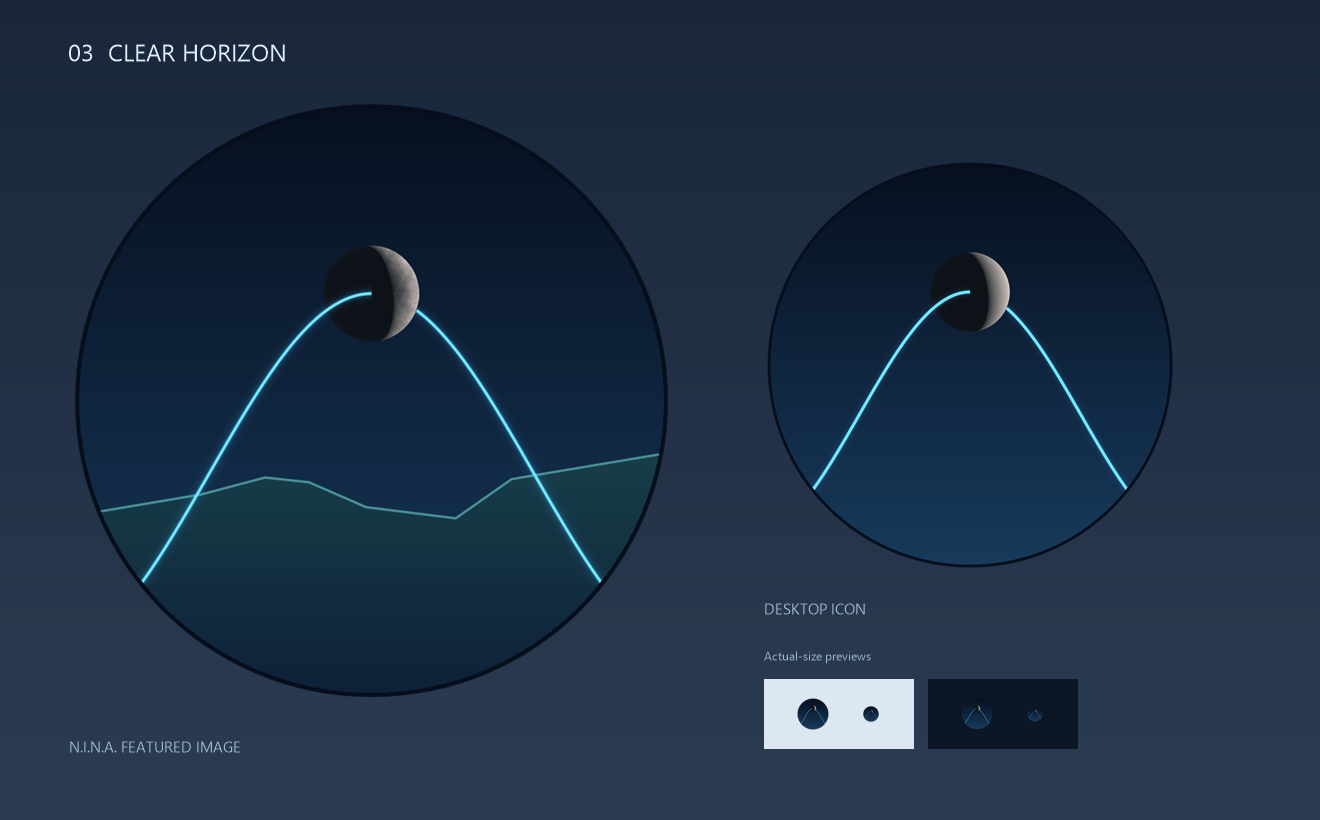 03 CLEAR HORIZON
N.I.N.A. FEATURED IMAGE
DESKTOP ICON
Actual-size previews